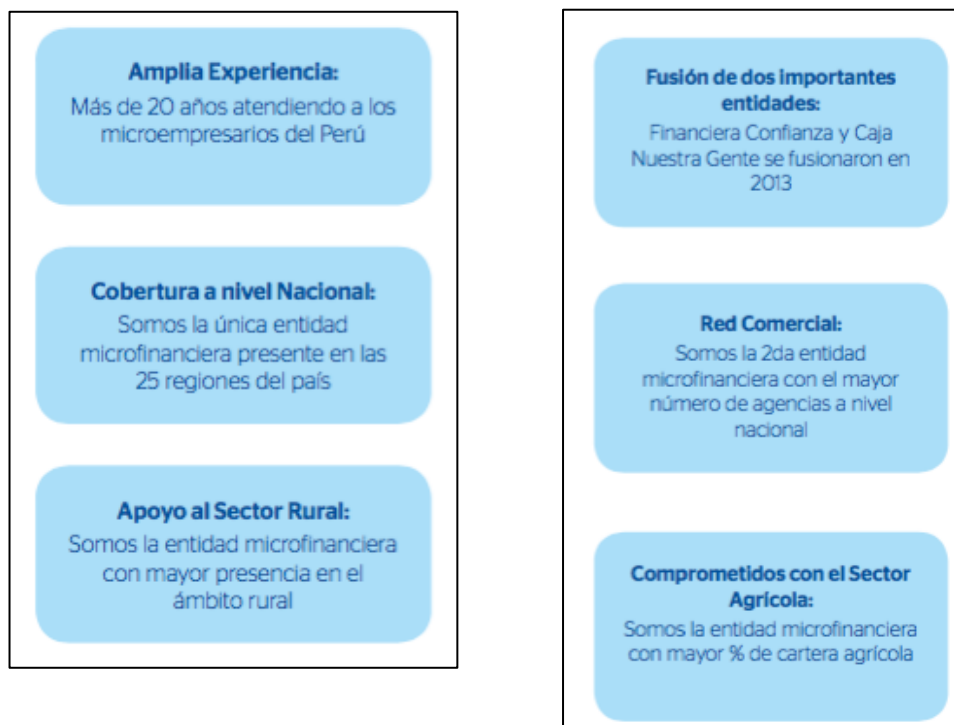 Amplia Experiencia:
Más de 20 años atendiendo a los
microempresarios del Perú
Cobertura a nivel Nacional:
Somos la única entidad
microfinanciera presente en las
25 regiones del país
Apoyo al Sector Rural:
Somos la entidad microfinanciera
con mayor presencia en el
ámbito rural
Fusión de dos importantes
entidades:
Financiera Confianza y Caja
Nuestra Gente se fusionaron en
2013
Red Comercial:
Somos la 2da entidad
microfinanciera con el mayor
número de agencias a nivel
nacional
Comprometidos con el Sector
Agrícola:
Somos la entidad microfinanciera
con mayor % de cartera agrícola